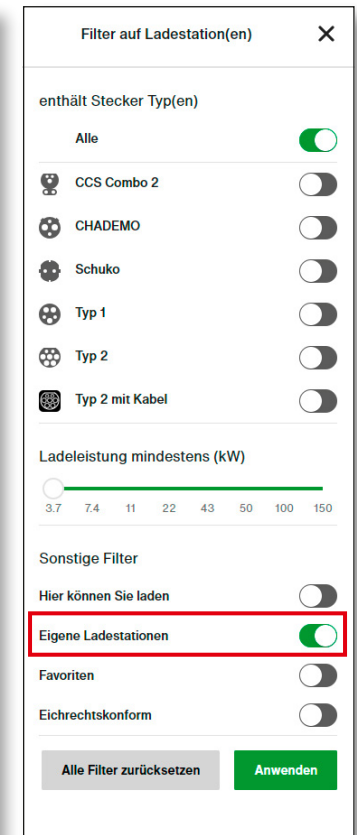 Filter auf Ladestation(en)
enthält Stecker Typ(en)
Alle
CCS Combo 2
CHADEMO
Schuko
Typ 1
Typ 2
Typ 2 mit Kabel
Ladeleistung mindestens (kW)
3.7 7.4 11 22 43 50 100 150
Sonstige Filter
Hier können Sie laden
Eigene Ladestationen
Favoriten
Eichrechtskonform
Alle Filter zurücksetzen Anwenden